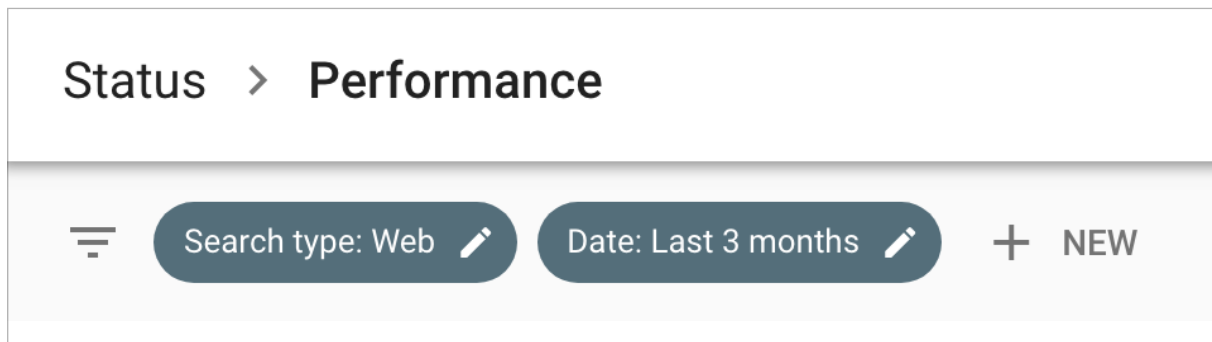 Status > Performance
Search type: Web Date: Last 3 months + NEW